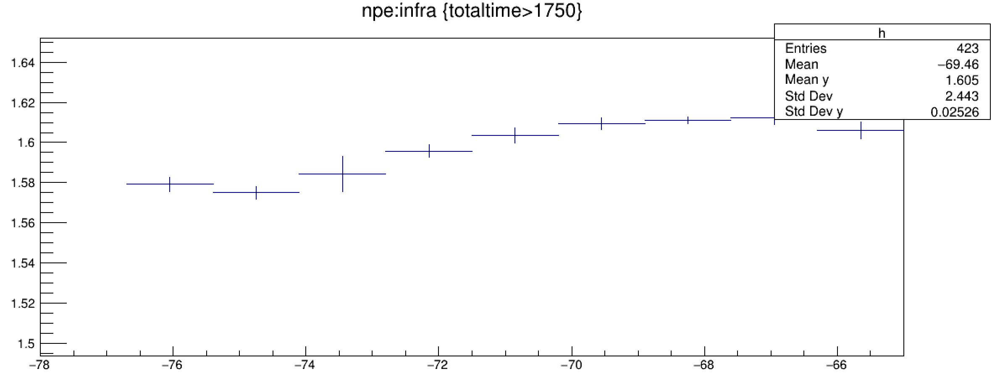 npe:infra {totaltime>1750}
h
Entries 423
Mean −69.46
Mean y 1.605
Std Dev 2.443
Std Dev y 0.02526
1.64
1.62
1.6
1.58
1.56
1.54
1.52
1.5
−78 −76 −74 −72 −70 −68 −66